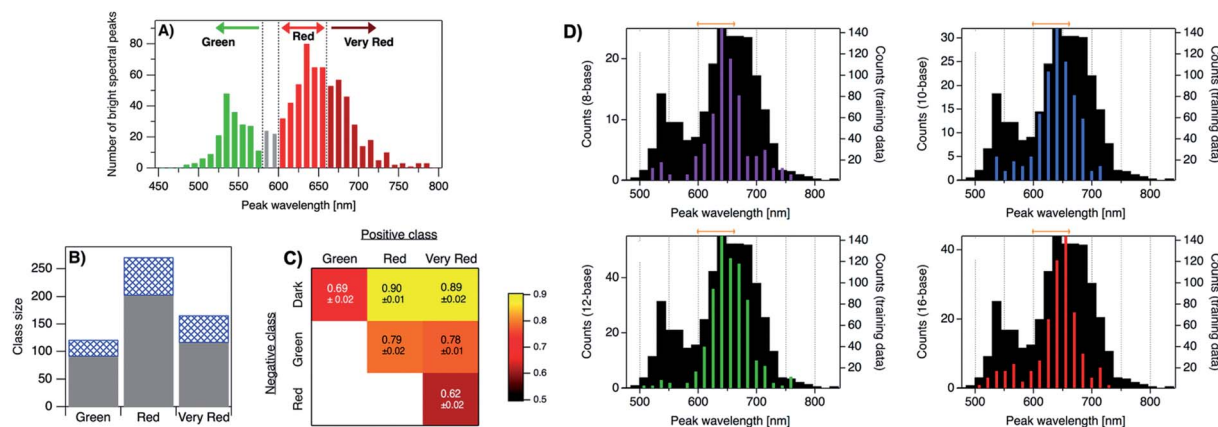 A)
Green
Red
Very Red
Number of bright spectral peaks
80
60
40
20
0
450 500 550 600 650 700 750 800
Peak wavelength [nm]
B)
Class size
250
200
150
100
50
0
Green Red Very Red
C)
Positive class
Green Red Very Red
Negative class
Dark
Green
Red
0.69 0.90 0.89
± 0.02 ±0.01 ±0.02
0.79 0.78
±0.02 ±0.01
0.62
±0.02
0.9
0.8
0.7
0.6
0.5
D)
Counts (8-base)
20
10
0
500 600 700 800
Peak wavelength [nm]
140
120
100
80
60
40
20
Counts (training data)
Counts (10-base)
30
25
20
15
10
5
0
500 600 700 800
Peak wavelength [nm]
140
120
100
80
60
40
20
Counts (training data)
Counts (12-base)
40
20
0
500 600 700 800
Peak wavelength [nm]
140
120
100
80
60
40
20
Counts (training data)
Counts (16-base)
40
20
0
500 600 700 800
Peak wavelength [nm]
140
120
100
80
60
40
20
Counts (training data)